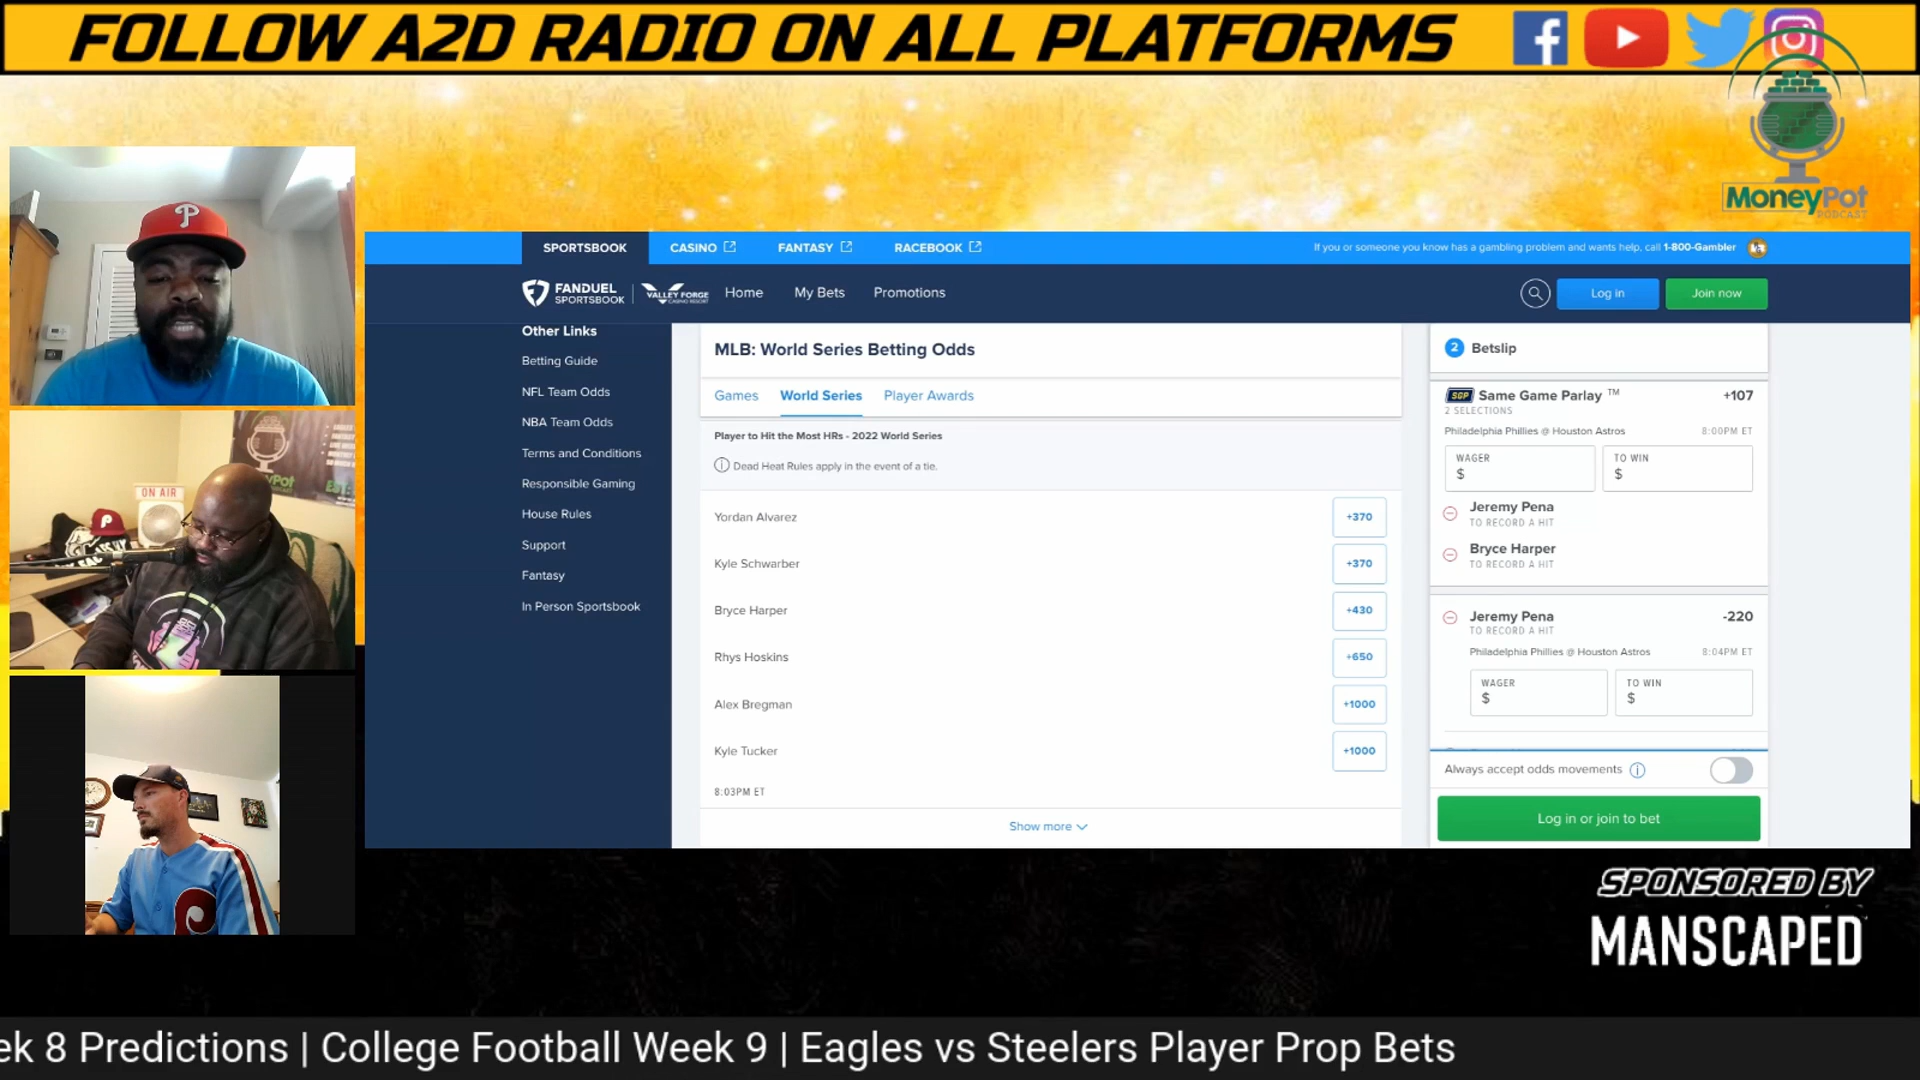 FOLLOW A2D RADIO ON ALL PLATFORMS
MoneyPot
PODCAST
SPORTSBOOK CASINO FANTASY RACEBOOK If you or someone you know has a gambling problem and wants help, call 1-800-Gambler
FANDUEL SPORTSBOOK VALLEY FORGE CASINO RESORT Home My Bets Promotions Log in Join now
Other Links
Betting Guide
NFL Team Odds
NBA Team Odds
Terms and Conditions
Responsible Gaming
House Rules
Support
Fantasy
In Person Sportsbook
MLB: World Series Betting Odds
Games World Series Player Awards
Player to Hit the Most HRs - 2022 World Series
Dead Heat Rules apply in the event of a tie.
Yordan Alvarez +370
Kyle Schwarber +370
Bryce Harper +430
Rhys Hoskins +650
Alex Bregman +1000
Kyle Tucker +1000
8:03PM ET
Show more
2 Betslip
SGP Same Game Parlay ™ +107
2 SELECTIONS
Philadelphia Phillies @ Houston Astros 8:00PM ET
WAGER TO WIN
$ $
Jeremy Pena
TO RECORD A HIT
Bryce Harper
TO RECORD A HIT
Jeremy Pena -220
TO RECORD A HIT
Philadelphia Phillies @ Houston Astros 8:04PM ET
WAGER TO WIN
$ $
Always accept odds movements
Log in or join to bet
P
ON AIR
P
P
SPONSORED BY
MANSCAPED
ek 8 Predictions | College Football Week 9 | Eagles vs Steelers Player Prop Bets